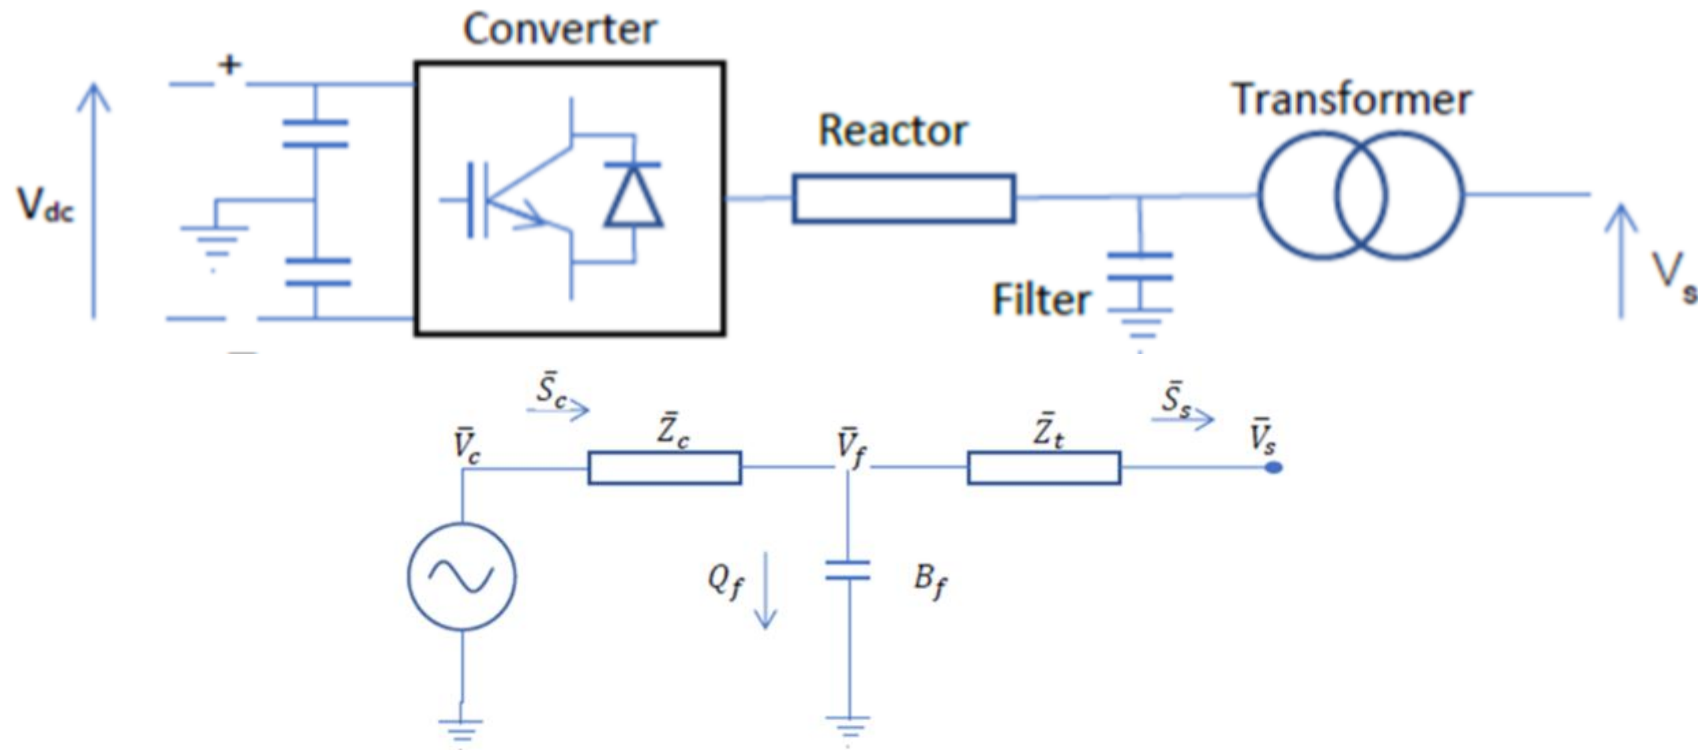 Converter
+
Reactor
Transformer
Vdc
Filter
Vs
−
S̄c
S̄s
V̄c
Z̄c
V̄f
Z̄t
V̄s
Qf
Bf